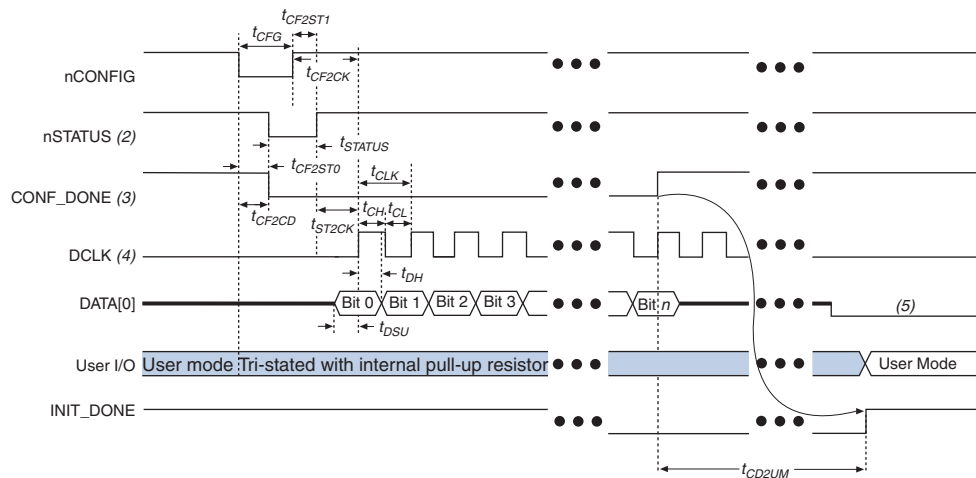 tCF2ST1
tCFG
nCONFIG
tCF2CK
nSTATUS (2)
tSTATUS
tCF2ST0
tCLK
CONF_DONE (3)
tCF2CD
tST2CK
tCH
tCL
DCLK (4)
tDH
DATA[0]
Bit 0
Bit 1
Bit 2
Bit 3
Bit n
(5)
tDSU
User I/O
User mode
Tri-stated with internal pull-up resistor
User Mode
INIT_DONE
tCD2UM